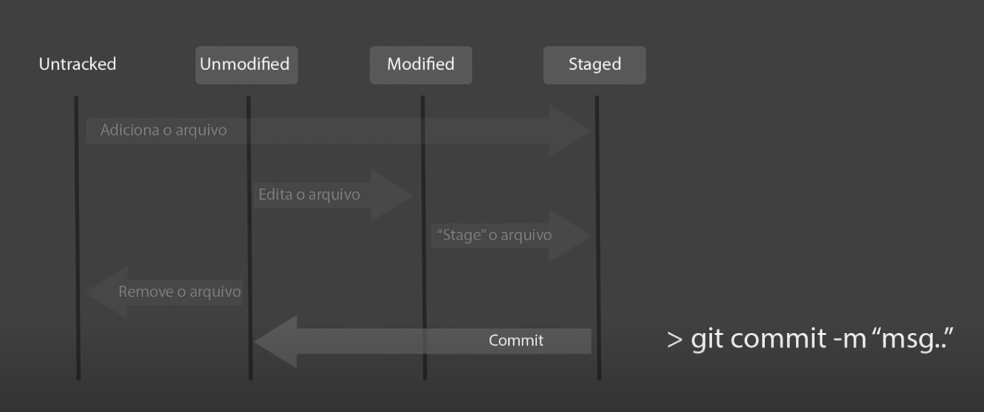 Untracked
Unmodified
Modified
Staged
Adiciona o arquivo
Edita o arquivo
“Stage” o arquivo
Remove o arquivo
Commit
> git commit -m “msg..”